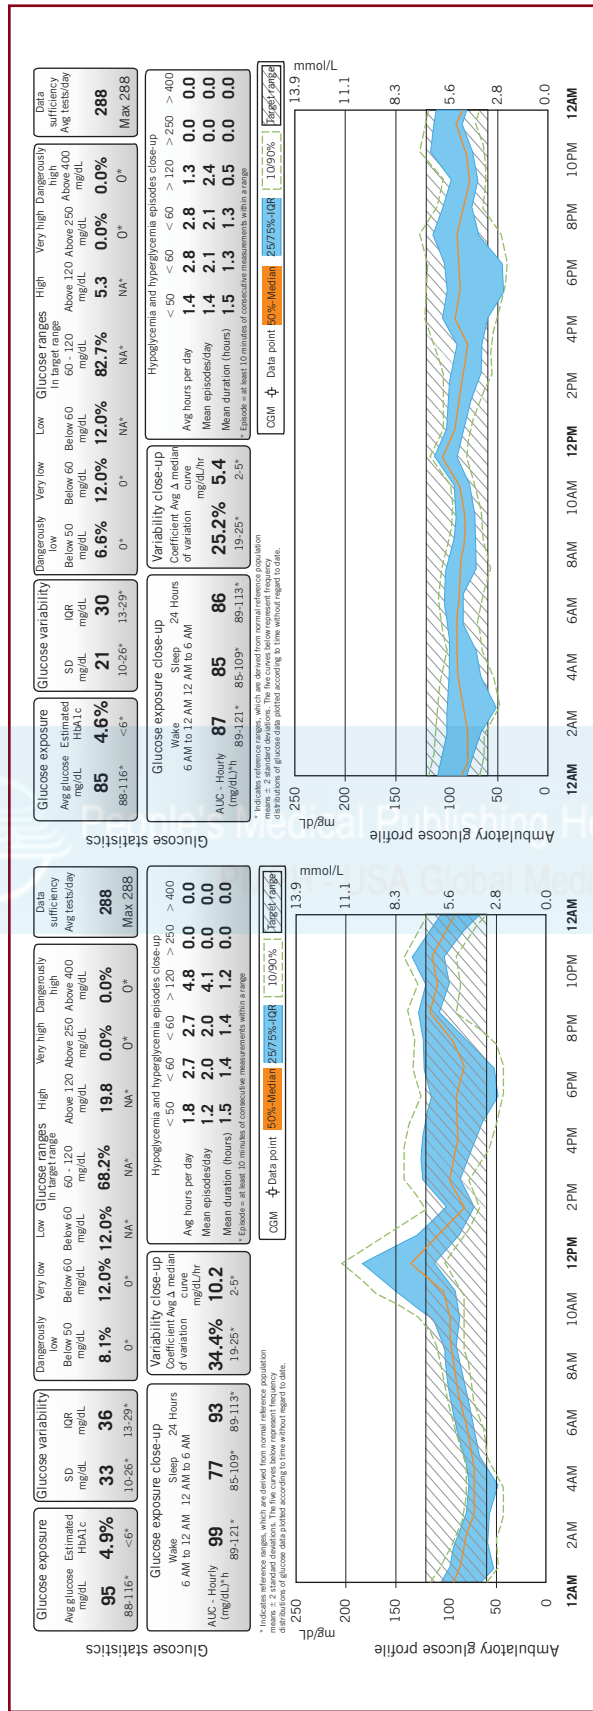 Glucose statistics
Glucose exposure
Avg glucose Estimated
mg/dL HbA1c
95 4.9%
88-116* <6*
Glucose variability
SD IQR
mg/dL mg/dL
33 36
10-26* 13-29*
Glucose ranges
Dangerously low Very low Low In target range High Very high Dangerously high
Below 50 mg/dL Below 60 mg/dL Below 60 mg/dL 60 - 120 mg/dL Above 120 mg/dL Above 250 mg/dL Above 400 mg/dL
8.1% 12.0% 12.0% 68.2% 19.8 0.0% 0.0%
0* 0* NA* NA* NA* 0* 0*
Data
sufficiency
Avg tests/day
288
Max 288
Glucose exposure close-up
Wake Sleep 24 Hours
6 AM to 12 AM 12 AM to 6 AM
AUC - Hourly
(mg/dL)*h
99 77 93
89-121* 85-109* 89-113*
Variability close-up
Coefficient Avg Δ median
of variation curve
mg/dL/hr
34.4% 10.2
19-25* 2-5*
Hypoglycemia and hyperglycemia episodes close-up
< 50 < 60 < 60 > 120 > 250 > 400
Avg hours per day 1.8 2.7 2.7 4.8 0.0 0.0
Mean episodes/day 1.2 2.0 2.0 4.1 0.0 0.0
Mean duration (hours) 1.5 1.4 1.4 1.2 0.0 0.0
* Episode = at least 10 minutes of consecutive measurements within a range
* Indicates reference ranges, which are derived from normal reference population
means ± 2 standard deviations. The five curves below represent frequency
distributions of glucose data plotted according to time without regard to date.
CGM Data point 50%-Median 25/75%-IQR 10/90% Target range
Ambulatory glucose profile
mg/dL mmol/L
250 13.9
200 11.1
150 8.3
100 5.6
50 2.8
0 0.0
12AM 2AM 4AM 6AM 8AM 10AM 12PM 2PM 4PM 6PM 8PM 10PM 12AM
Glucose statistics
Glucose exposure
Avg glucose Estimated
mg/dL HbA1c
85 4.6%
88-116* <6*
Glucose variability
SD IQR
mg/dL mg/dL
21 30
10-26* 13-29*
Glucose ranges
Dangerously low Very low Low In target range High Very high Dangerously high
Below 50 mg/dL Below 60 mg/dL Below 60 mg/dL 60 - 120 mg/dL Above 120 mg/dL Above 250 mg/dL Above 400 mg/dL
6.6% 12.0% 12.0% 82.7% 5.3 0.0% 0.0%
0* 0* NA* NA* NA* 0* 0*
Data
sufficiency
Avg tests/day
288
Max 288
Glucose exposure close-up
Wake Sleep 24 Hours
6 AM to 12 AM 12 AM to 6 AM
AUC - Hourly
(mg/dL)*h
87 85 86
89-121* 85-109* 89-113*
Variability close-up
Coefficient Avg Δ median
of variation curve
mg/dL/hr
25.2% 5.4
19-25* 2-5*
Hypoglycemia and hyperglycemia episodes close-up
< 50 < 60 < 60 > 120 > 250 > 400
Avg hours per day 1.4 2.8 2.8 1.3 0.0 0.0
Mean episodes/day 1.4 2.1 2.1 2.4 0.0 0.0
Mean duration (hours) 1.5 1.3 1.3 0.5 0.0 0.0
* Episode = at least 10 minutes of consecutive measurements within a range
* Indicates reference ranges, which are derived from normal reference population
means ± 2 standard deviations. The five curves below represent frequency
distributions of glucose data plotted according to time without regard to date.
CGM Data point 50%-Median 25/75%-IQR 10/90% Target range
Ambulatory glucose profile
mg/dL mmol/L
250 13.9
200 11.1
150 8.3
100 5.6
50 2.8
0 0.0
12AM 2AM 4AM 6AM 8AM 10AM 12PM 2PM 4PM 6PM 8PM 10PM 12AM
People's Medical Publishing Ho
USA Global Medi